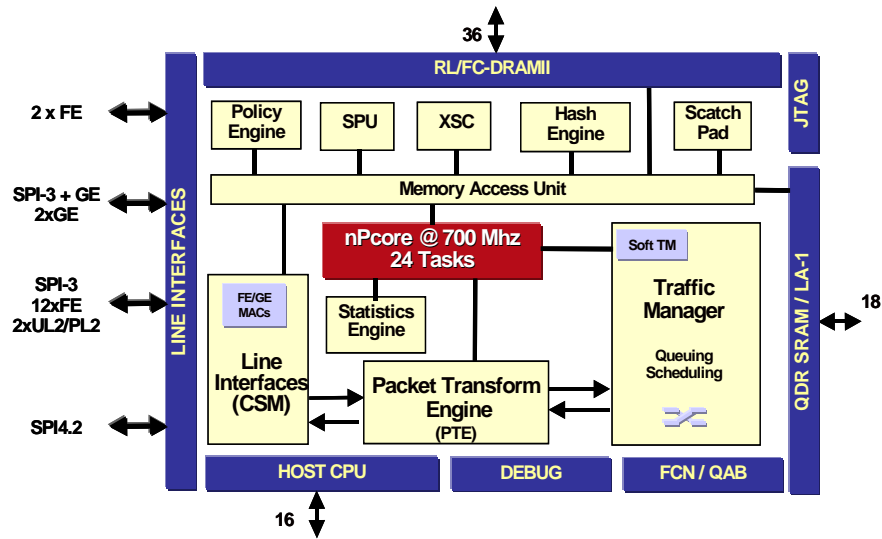 36
RL/FC-DRAMII
JTAG
2 x FE
Policy
Engine
SPU
XSC
Hash
Engine
Scatch
Pad
LINE INTERFACES
SPI-3 + GE
2xGE
Memory Access Unit
nPcore @ 700 Mhz
24 Tasks
Soft TM
Traffic
Manager
Queuing
Scheduling
QDR SRAM / LA-1
18
SPI-3
12xFE
2xUL2/PL2
FE/GE
MACs
Statistics
Engine
Line
Interfaces
(CSM)
Packet Transform
Engine
(PTE)
SPI4.2
HOST CPU
DEBUG
FCN / QAB
16